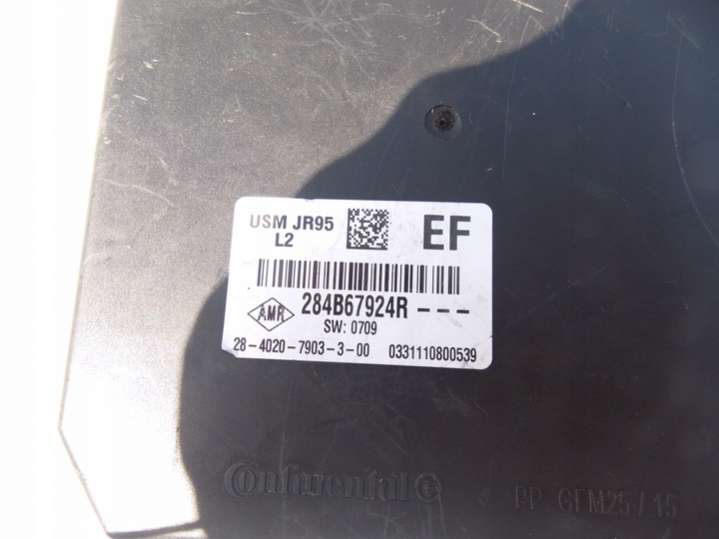 USM JR95 EF
L2
AMR 284B67924R ---
SW: 0709
28-4020-7903-3-00 0331110800539
Continental
PP GFM25/15